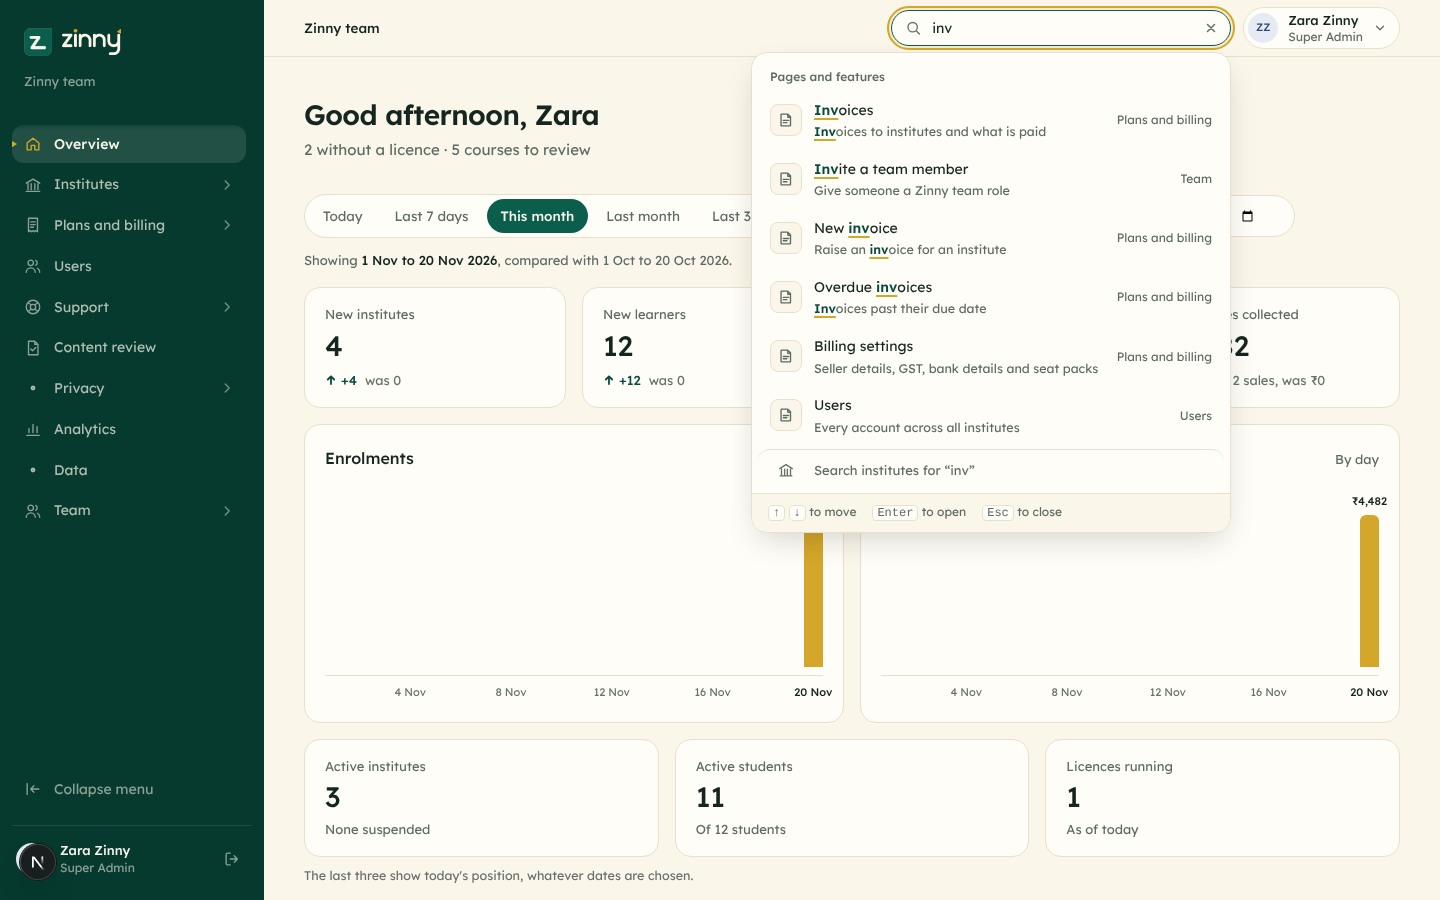 zinny
Zinny team
Overview
Institutes
Plans and billing
Users
Support
Content review
Privacy
Analytics
Data
Team
Collapse menu
N
Zara Zinny
Super Admin
Zinny team
inv
ZZ
Zara Zinny
Super Admin
Good afternoon, Zara
2 without a licence · 5 courses to review
Today
Last 7 days
This month
Last month
Last 3
Showing 1 Nov to 20 Nov 2026, compared with 1 Oct to 20 Oct 2026.
New institutes
4
↑ +4 was 0
New learners
12
↑ +12 was 0
collected
2 sales, was ₹0
Pages and features
Invoices
Invoices to institutes and what is paid
Plans and billing
Invite a team member
Give someone a Zinny team role
Team
New invoice
Raise an invoice for an institute
Plans and billing
Overdue invoices
Invoices past their due date
Plans and billing
Billing settings
Seller details, GST, bank details and seat packs
Plans and billing
Users
Every account across all institutes
Users
Search institutes for “inv”
↑ ↓ to move Enter to open Esc to close
Enrolments
4 Nov 8 Nov 12 Nov 16 Nov 20 Nov
By day
₹4,482
4 Nov 8 Nov 12 Nov 16 Nov 20 Nov
Active institutes
3
None suspended
Active students
11
Of 12 students
Licences running
1
As of today
The last three show today's position, whatever dates are chosen.